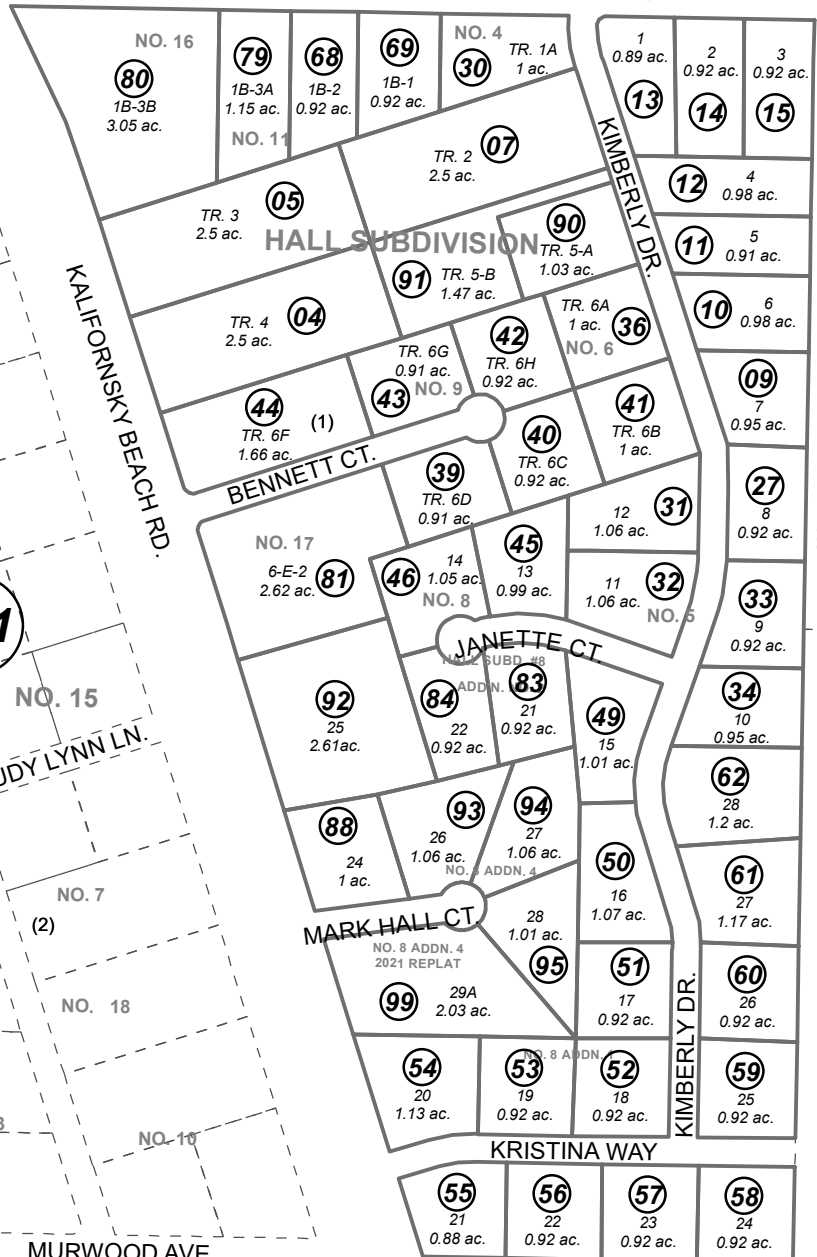 NO. 16
80
1B-3B
3.05 ac.
79
1B-3A
1.15 ac.
NO. 11
68
1B-2
0.92 ac.
69
1B-1
0.92 ac.
NO. 4
30
TR. 1A
1 ac.
1
0.89 ac.
13
2
0.92 ac.
14
3
0.92 ac.
15
KIMBERLY DR.
07
TR. 2
2.5 ac.
05
TR. 3
2.5 ac.
HALL SUBDIVISION
12
4
0.98 ac.
90
TR. 5-A
1.03 ac.
91
TR. 5-B
1.47 ac.
11
5
0.91 ac.
KALIFORNSKY BEACH RD.
04
TR. 4
2.5 ac.
10
6
0.98 ac.
TR. 6A
1 ac.
36
NO. 6
42
TR. 6H
0.92 ac.
TR. 6G
0.91 ac.
43
NO. 9
44
TR. 6F
1.66 ac.
(1)
09
7
0.95 ac.
41
TR. 6B
1 ac.
40
TR. 6C
0.92 ac.
BENNETT CT.
39
TR. 6D
0.91 ac.
27
8
0.92 ac.
12
1.06 ac.
31
NO. 17
6-E-2
2.62 ac.
81
46
14
1.05 ac.
NO. 8
45
13
0.99 ac.
11
1.06 ac.
32
NO. 5
33
9
0.92 ac.
1
JANETTE CT.
HALL SUBD. #8
ADDN.
NO. 15
92
25
2.61ac.
84
22
0.92 ac.
83
21
0.92 ac.
49
15
1.01 ac.
34
10
0.95 ac.
UDY LYNN LN.
62
28
1.2 ac.
88
24
1 ac.
93
26
1.06 ac.
94
27
1.06 ac.
NO. 8 ADDN. 4
50
16
1.07 ac.
61
27
1.17 ac.
NO. 7
(2)
MARK HALL CT.
28
1.01 ac.
95
NO. 8 ADDN. 4
2021 REPLAT
99
29A
2.03 ac.
51
17
0.92 ac.
60
26
0.92 ac.
KIMBERLY DR.
NO. 18
54
20
1.13 ac.
53
19
0.92 ac.
NO. 8 ADDN. 1
52
18
0.92 ac.
59
25
0.92 ac.
NO. 10
KRISTINA WAY
55
21
0.88 ac.
56
22
0.92 ac.
57
23
0.92 ac.
58
24
0.92 ac.
MURWOOD AVE